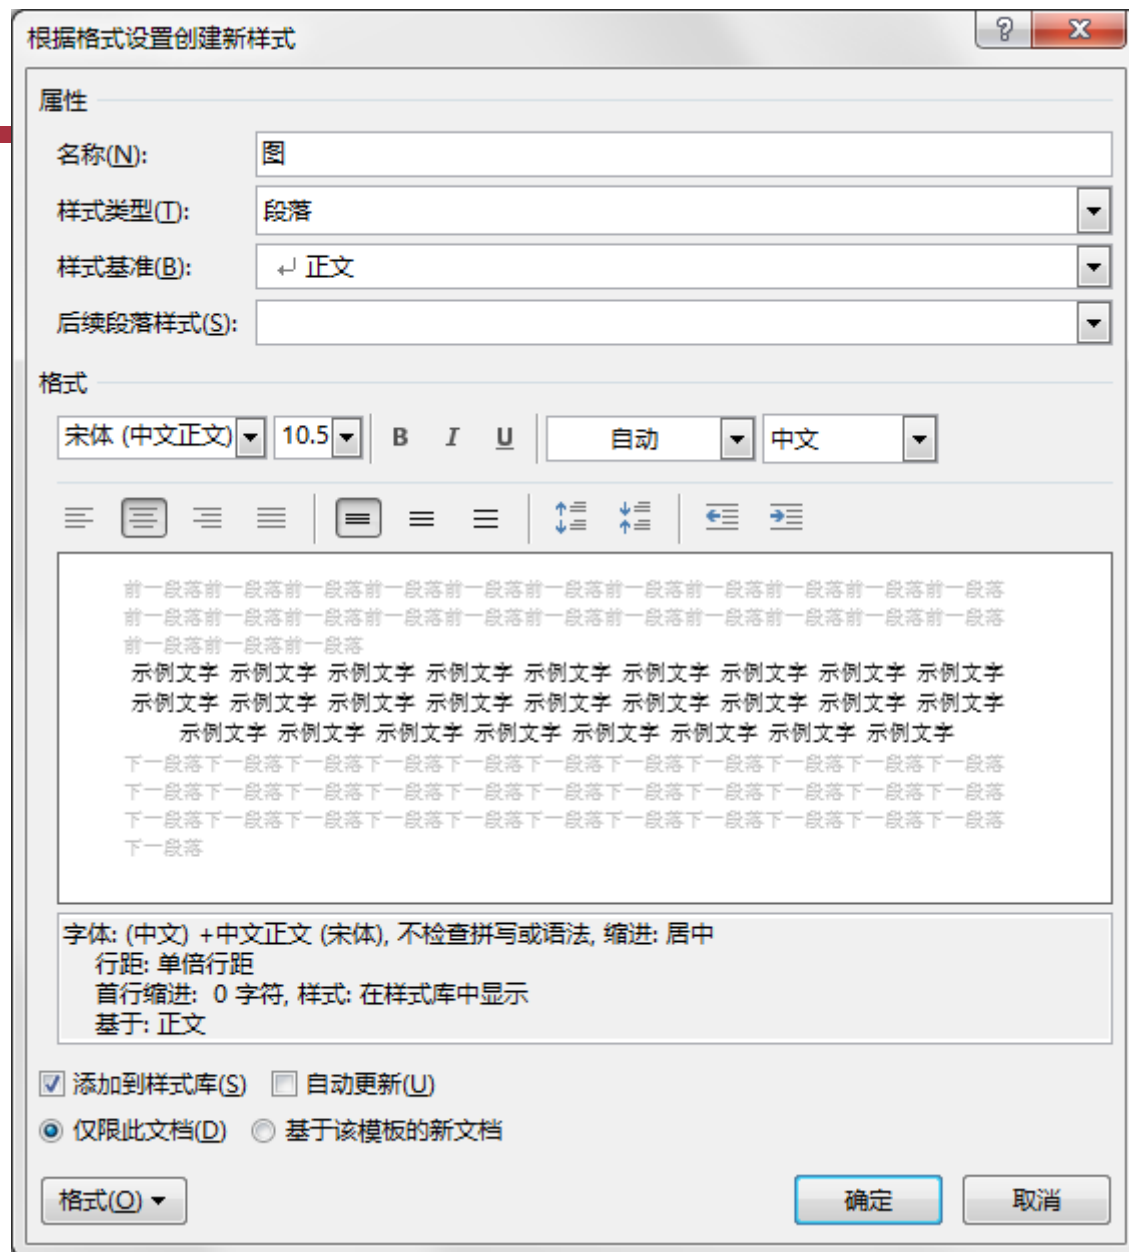 根据格式设置创建新样式
属性
名称(N): 图
样式类型(T): 段落
样式基准(B): ↵ 正文
后续段落样式(S):
格式
宋体 (中文正文) 10.5 B I U 自动 中文
前一段落前一段落前一段落前一段落前一段落前一段落前一段落前一段落前一段落前一段落前一段落
前一段落前一段落前一段落前一段落前一段落前一段落前一段落前一段落前一段落前一段落前一段落
前一段落前一段落前一段落
示例文字 示例文字 示例文字 示例文字 示例文字 示例文字 示例文字 示例文字 示例文字
示例文字 示例文字 示例文字 示例文字 示例文字 示例文字 示例文字 示例文字 示例文字
示例文字 示例文字 示例文字 示例文字 示例文字 示例文字 示例文字 示例文字
下一段落下一段落下一段落下一段落下一段落下一段落下一段落下一段落下一段落下一段落下一段落
下一段落下一段落下一段落下一段落下一段落下一段落下一段落下一段落下一段落下一段落下一段落
下一段落下一段落下一段落下一段落下一段落下一段落下一段落下一段落下一段落下一段落下一段落
下一段落
字体: (中文) +中文正文 (宋体), 不检查拼写或语法, 缩进: 居中
行距: 单倍行距
首行缩进: 0 字符, 样式: 在样式库中显示
基于: 正文
添加到样式库(S) 自动更新(U)
仅限此文档(D) 基于该模板的新文档
格式(O) 确定 取消